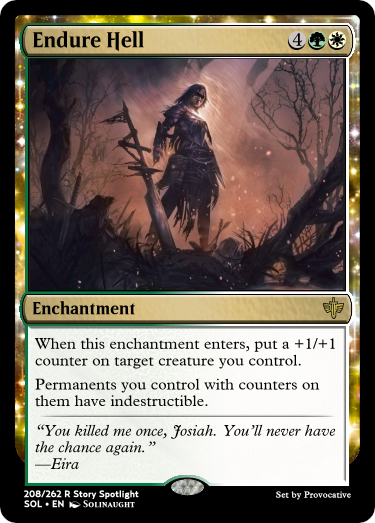 Endure Hell 4
Enchantment
When this enchantment enters, put a +1/+1
counter on target creature you control.
Permanents you control with counters on
them have indestructible.
“You killed me once, Josiah. You’ll never have
the chance again.”
—Eira
208/262 R Story Spotlight
SOL • EN Solinaught
Set by Provocative